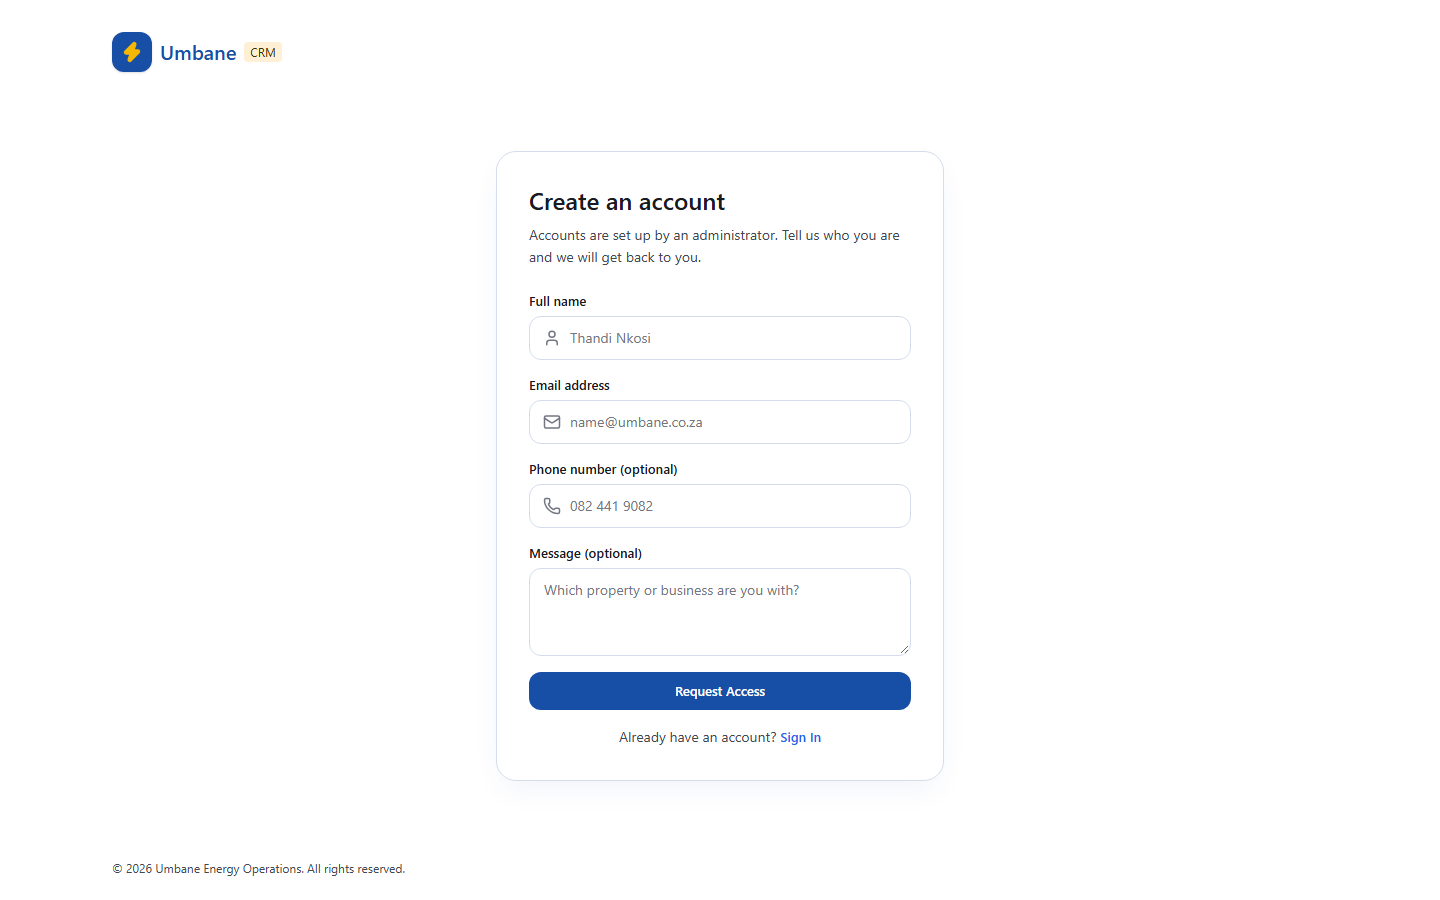 Umbane CRM
Create an account
Accounts are set up by an administrator. Tell us who you are
and we will get back to you.
Full name
Thandi Nkosi
Email address
name@umbane.co.za
Phone number (optional)
082 441 9082
Message (optional)
Which property or business are you with?
Request Access
Already have an account? Sign In
© 2026 Umbane Energy Operations. All rights reserved.